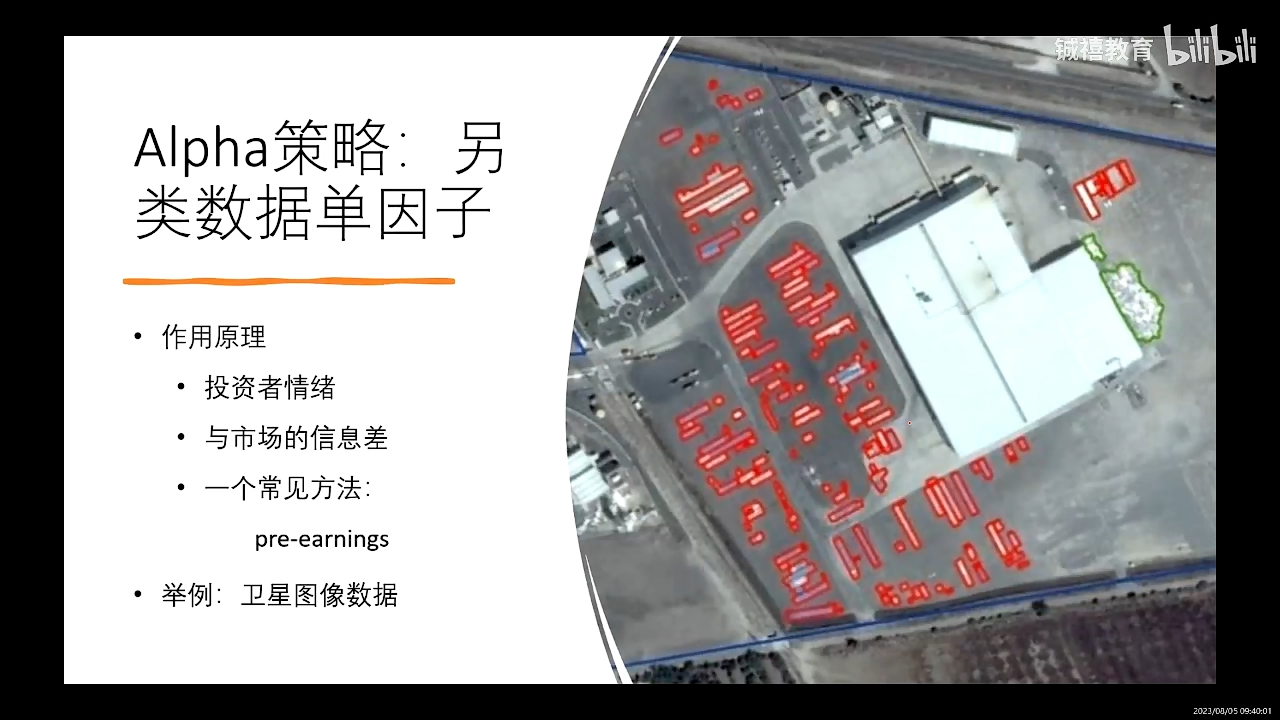 铖禧教育 bilibili
Alpha策略：另
类数据单因子
• 作用原理
• 投资者情绪
• 与市场的信息差
• 一个常见方法：
pre-earnings
• 举例：卫星图像数据
2023/08/05 09:40:01